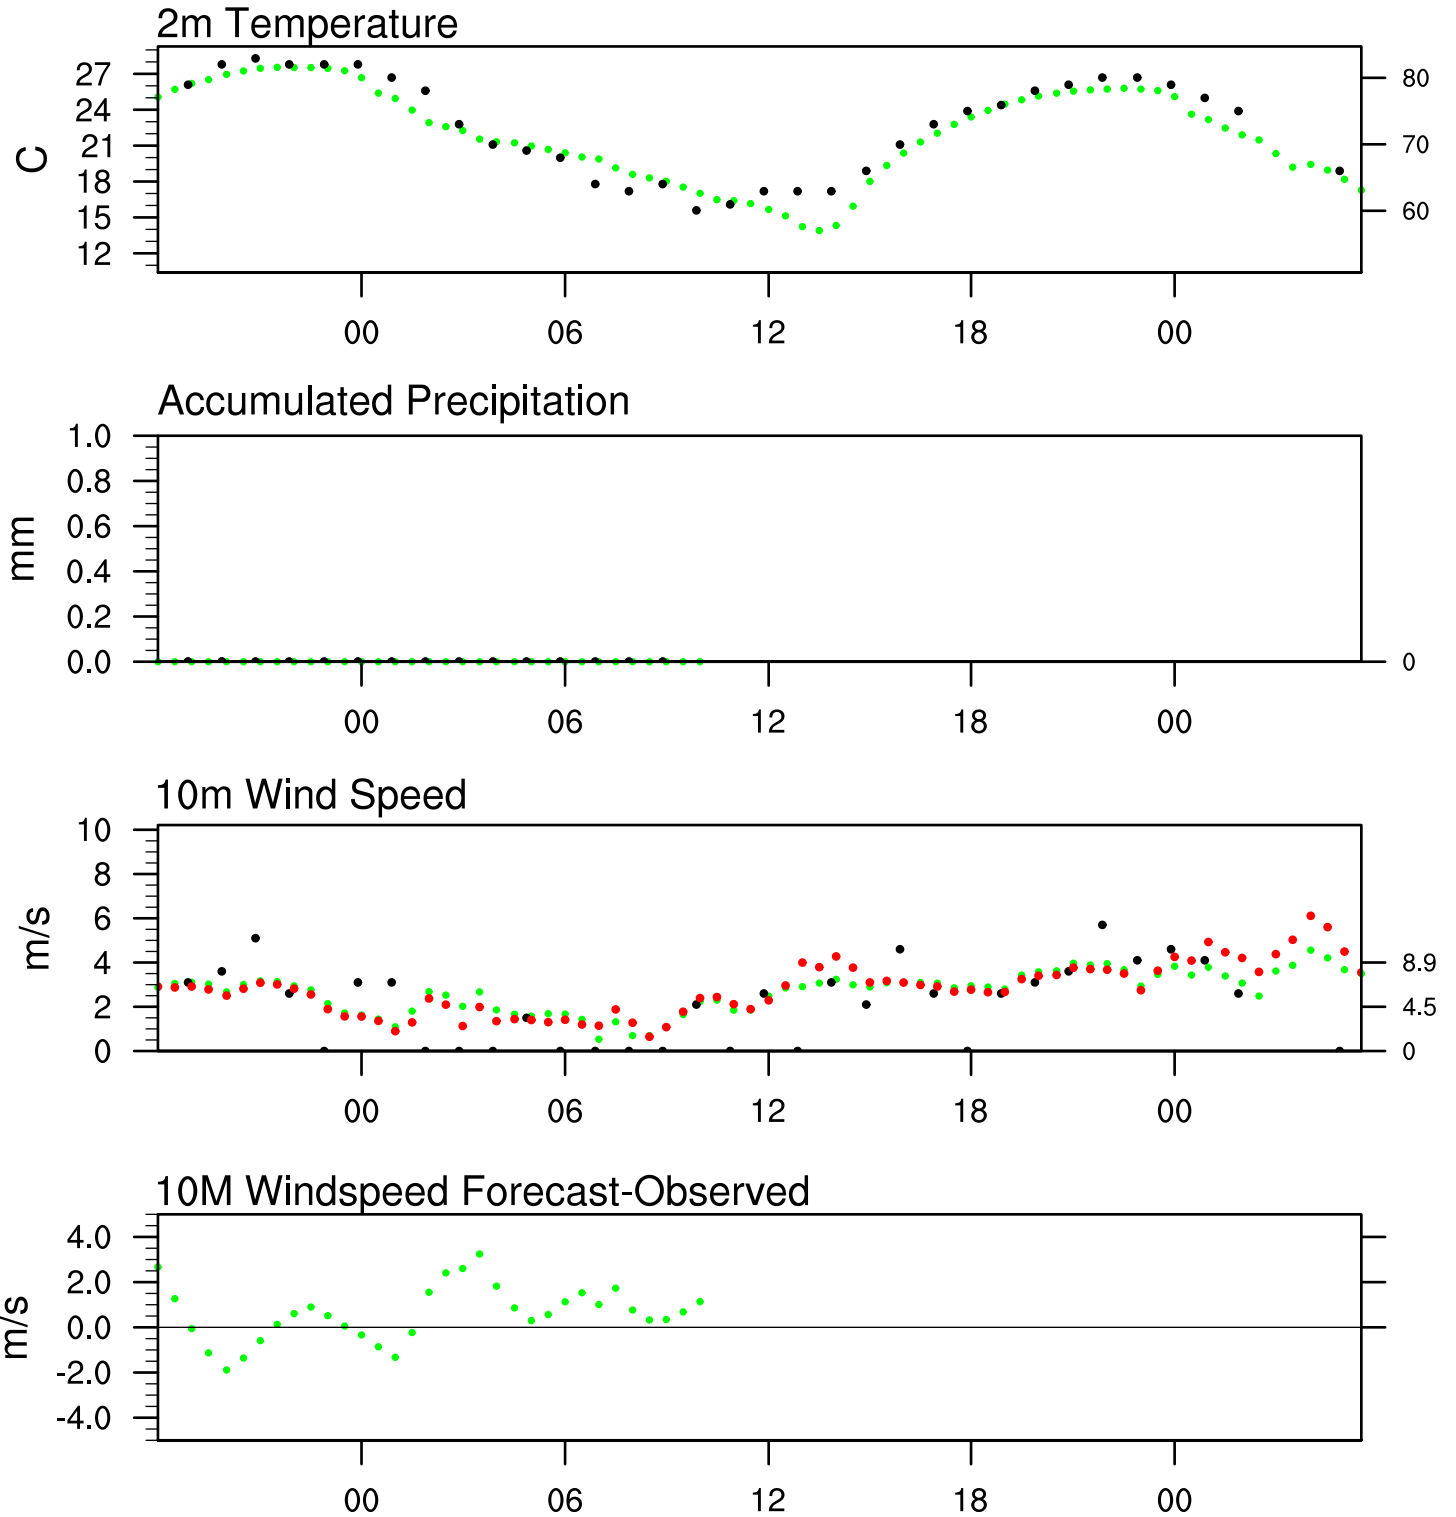 2m Temperature
27
24
21
18
15
12
C
80
70
60
00 06 12 18 00
Accumulated Precipitation
1.0
0.8
0.6
0.4
0.2
0.0
mm
0
00 06 12 18 00
10m Wind Speed
10
8
6
4
2
0
m/s
8.9
4.5
0
00 06 12 18 00
10M Windspeed Forecast-Observed
4.0
2.0
0.0
-2.0
-4.0
m/s
00 06 12 18 00